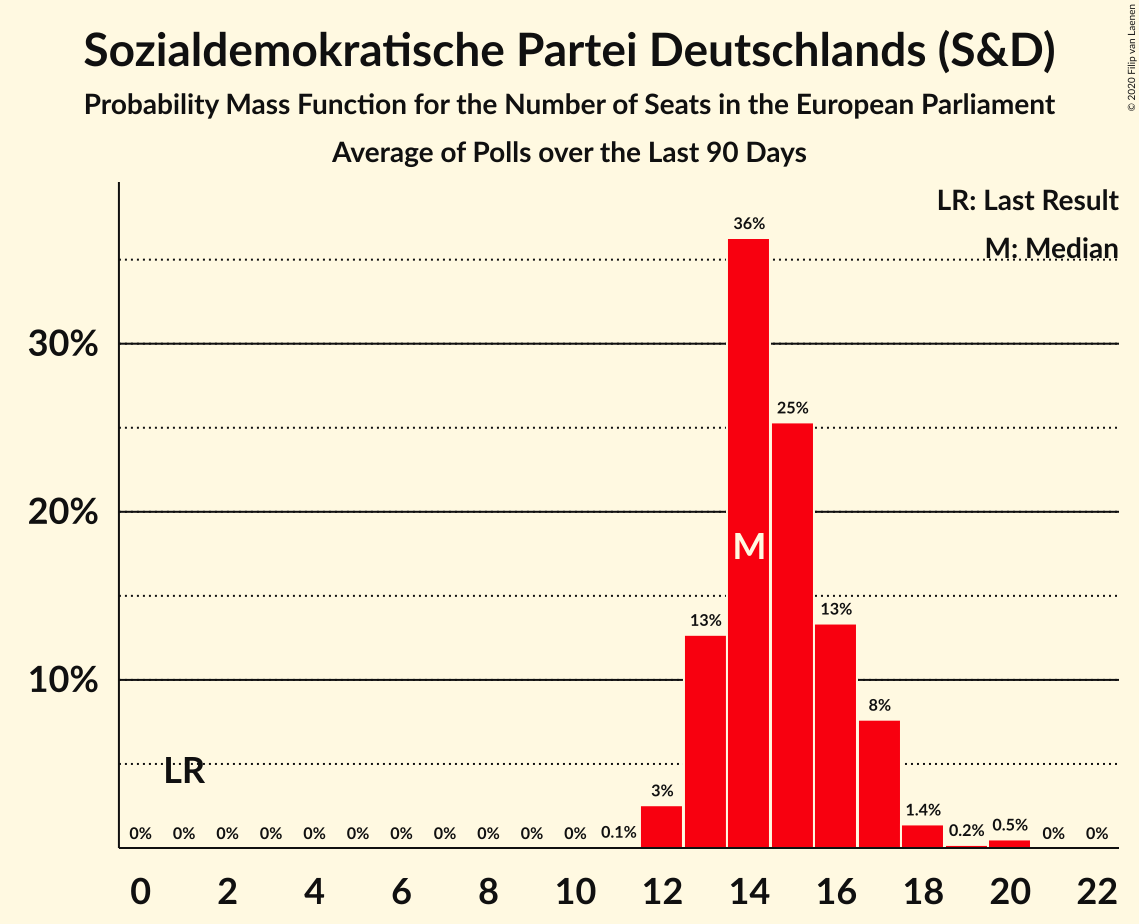 Sozialdemokratische Partei Deutschlands (S&D)
Probability Mass Function for the Number of Seats in the European Parliament
Average of Polls over the Last 90 Days
© 2020 Filip van Laenen
LR: Last Result
M: Median
36%
30%
25%
20%
M
13%
13%
10%
8%
LR
3%
1.4%
0% 0% 0% 0% 0% 0% 0% 0% 0% 0% 0% 0.1% 0.2% 0.5% 0% 0%
0 2 4 6 8 10 12 14 16 18 20 22